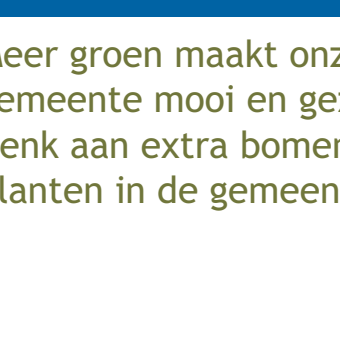 eer groen maakt onz
emeente mooi en ge
enk aan extra bomen
lanten in de gemeen